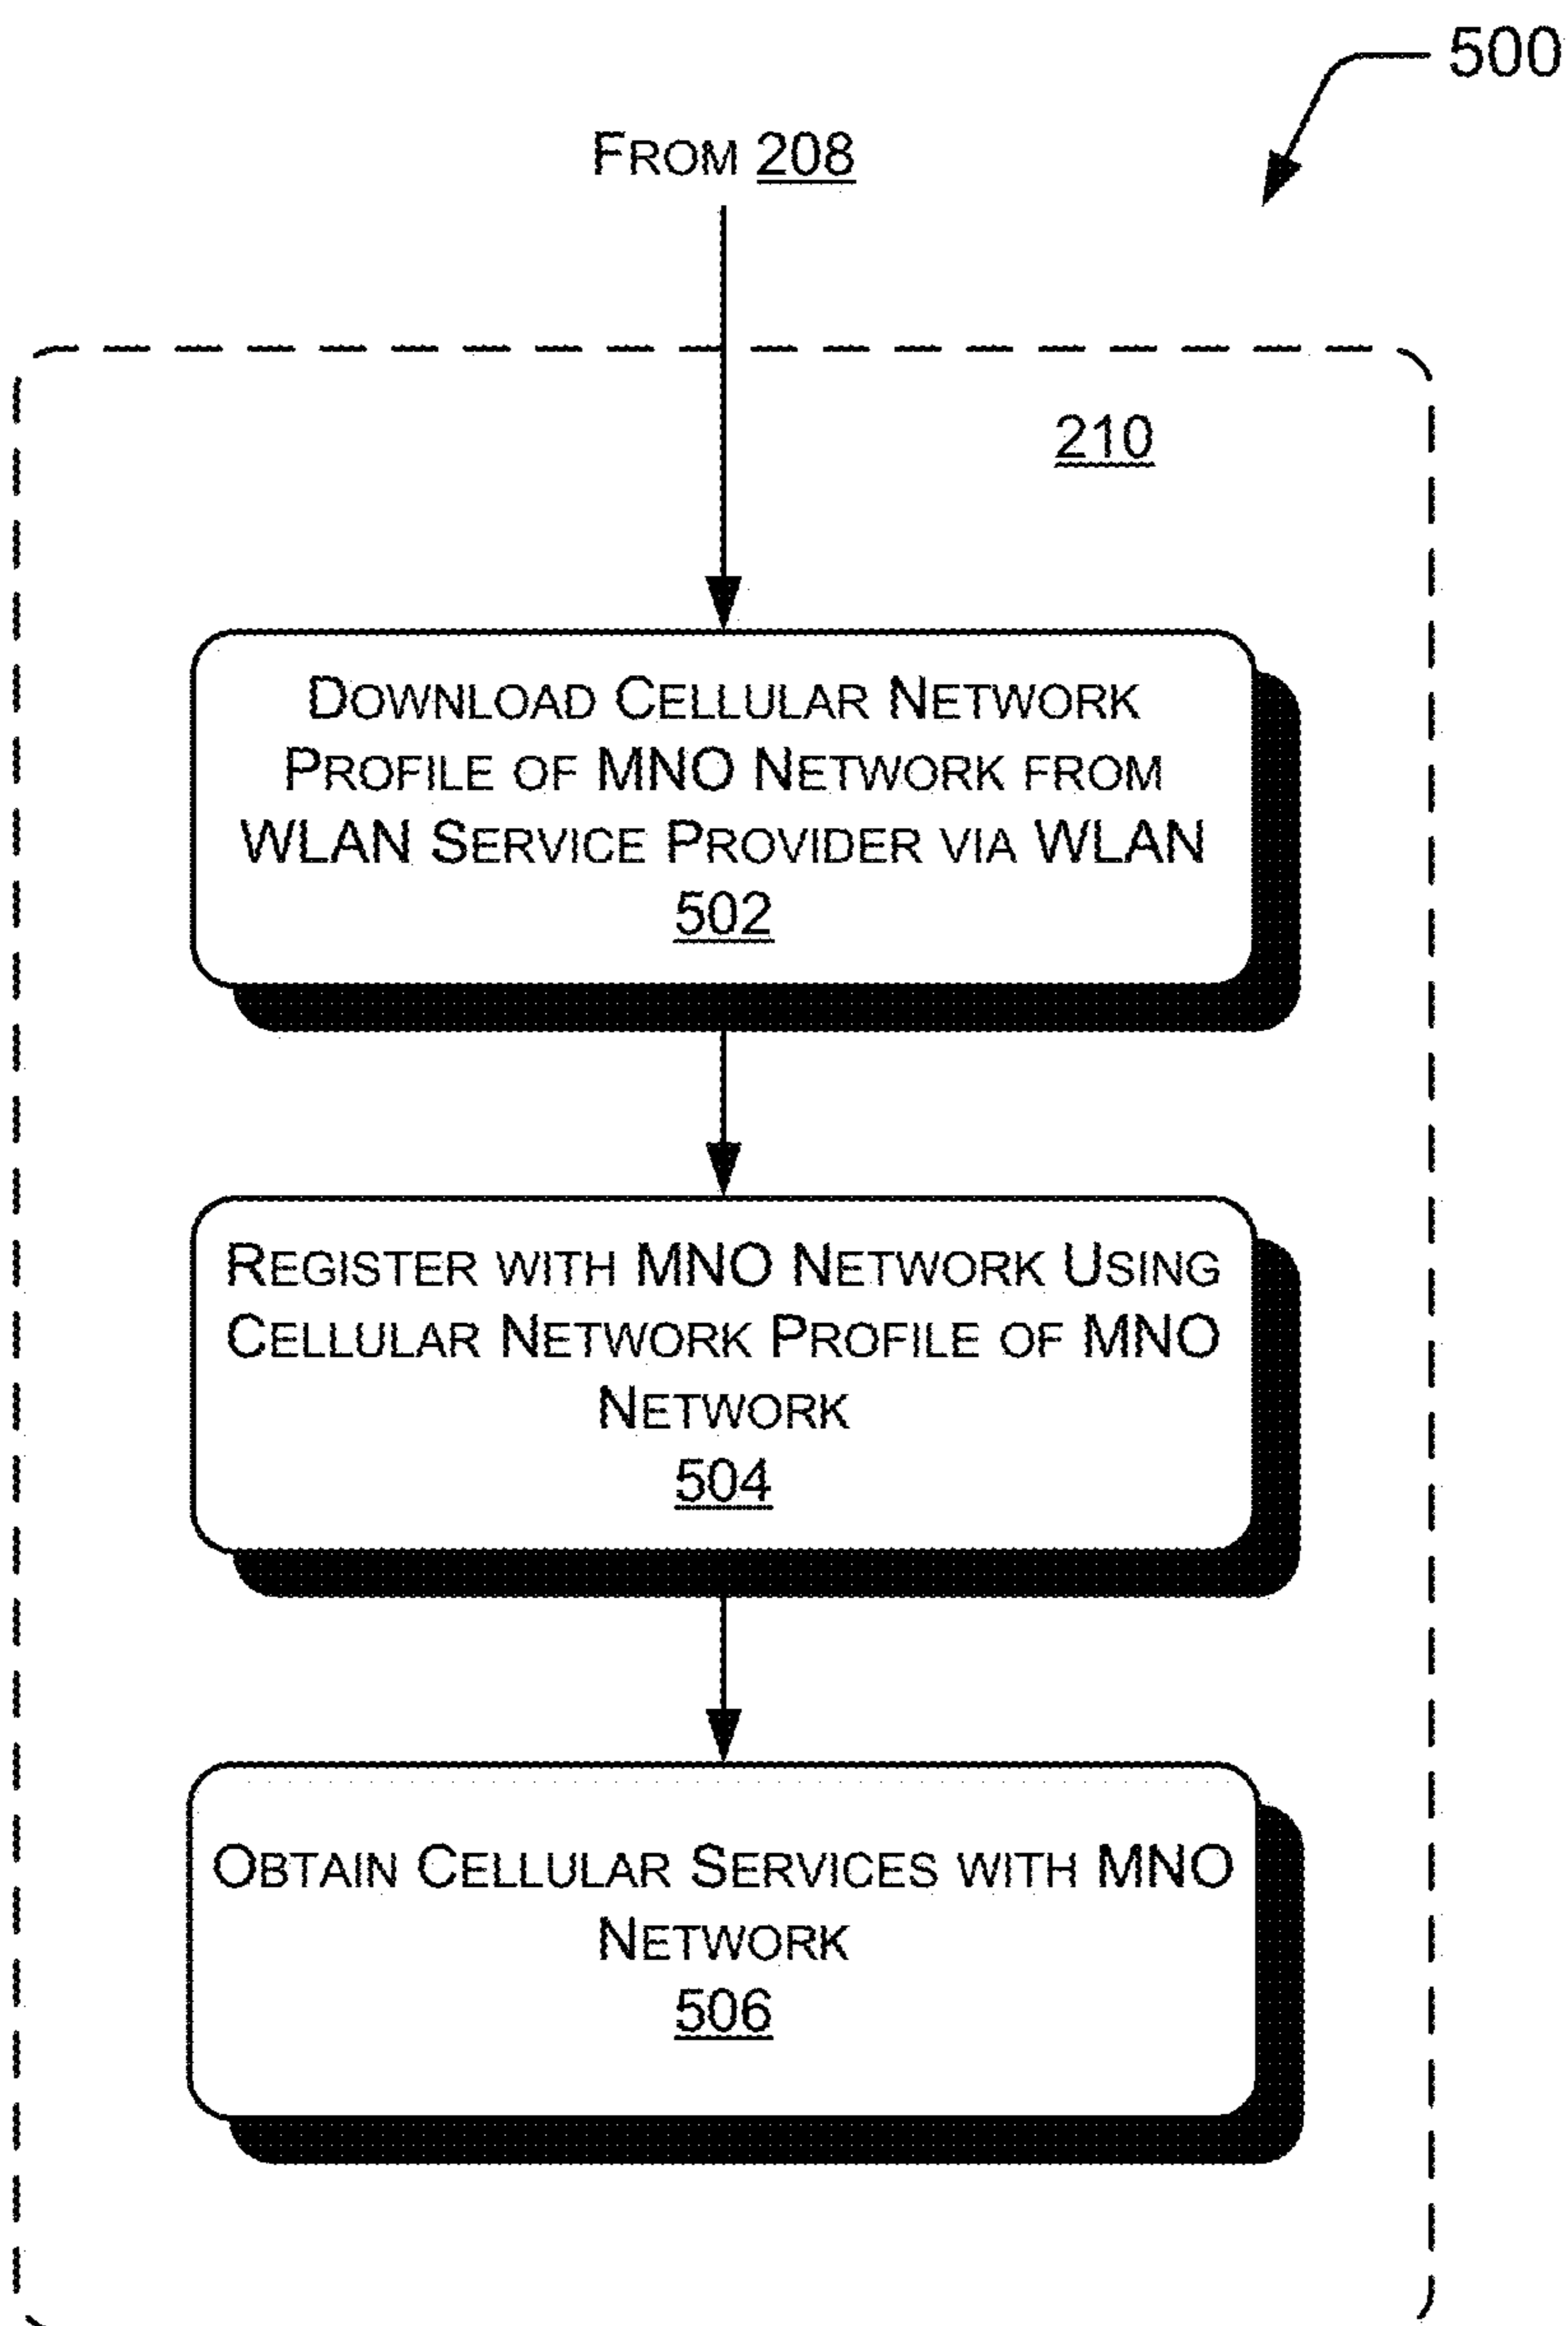 500
From 208
210
Download Cellular Network
Profile of MNO Network from
WLAN Service Provider via WLAN
502
Register with MNO Network Using
Cellular Network Profile of MNO
Network
504
Obtain Cellular Services with MNO
Network
506